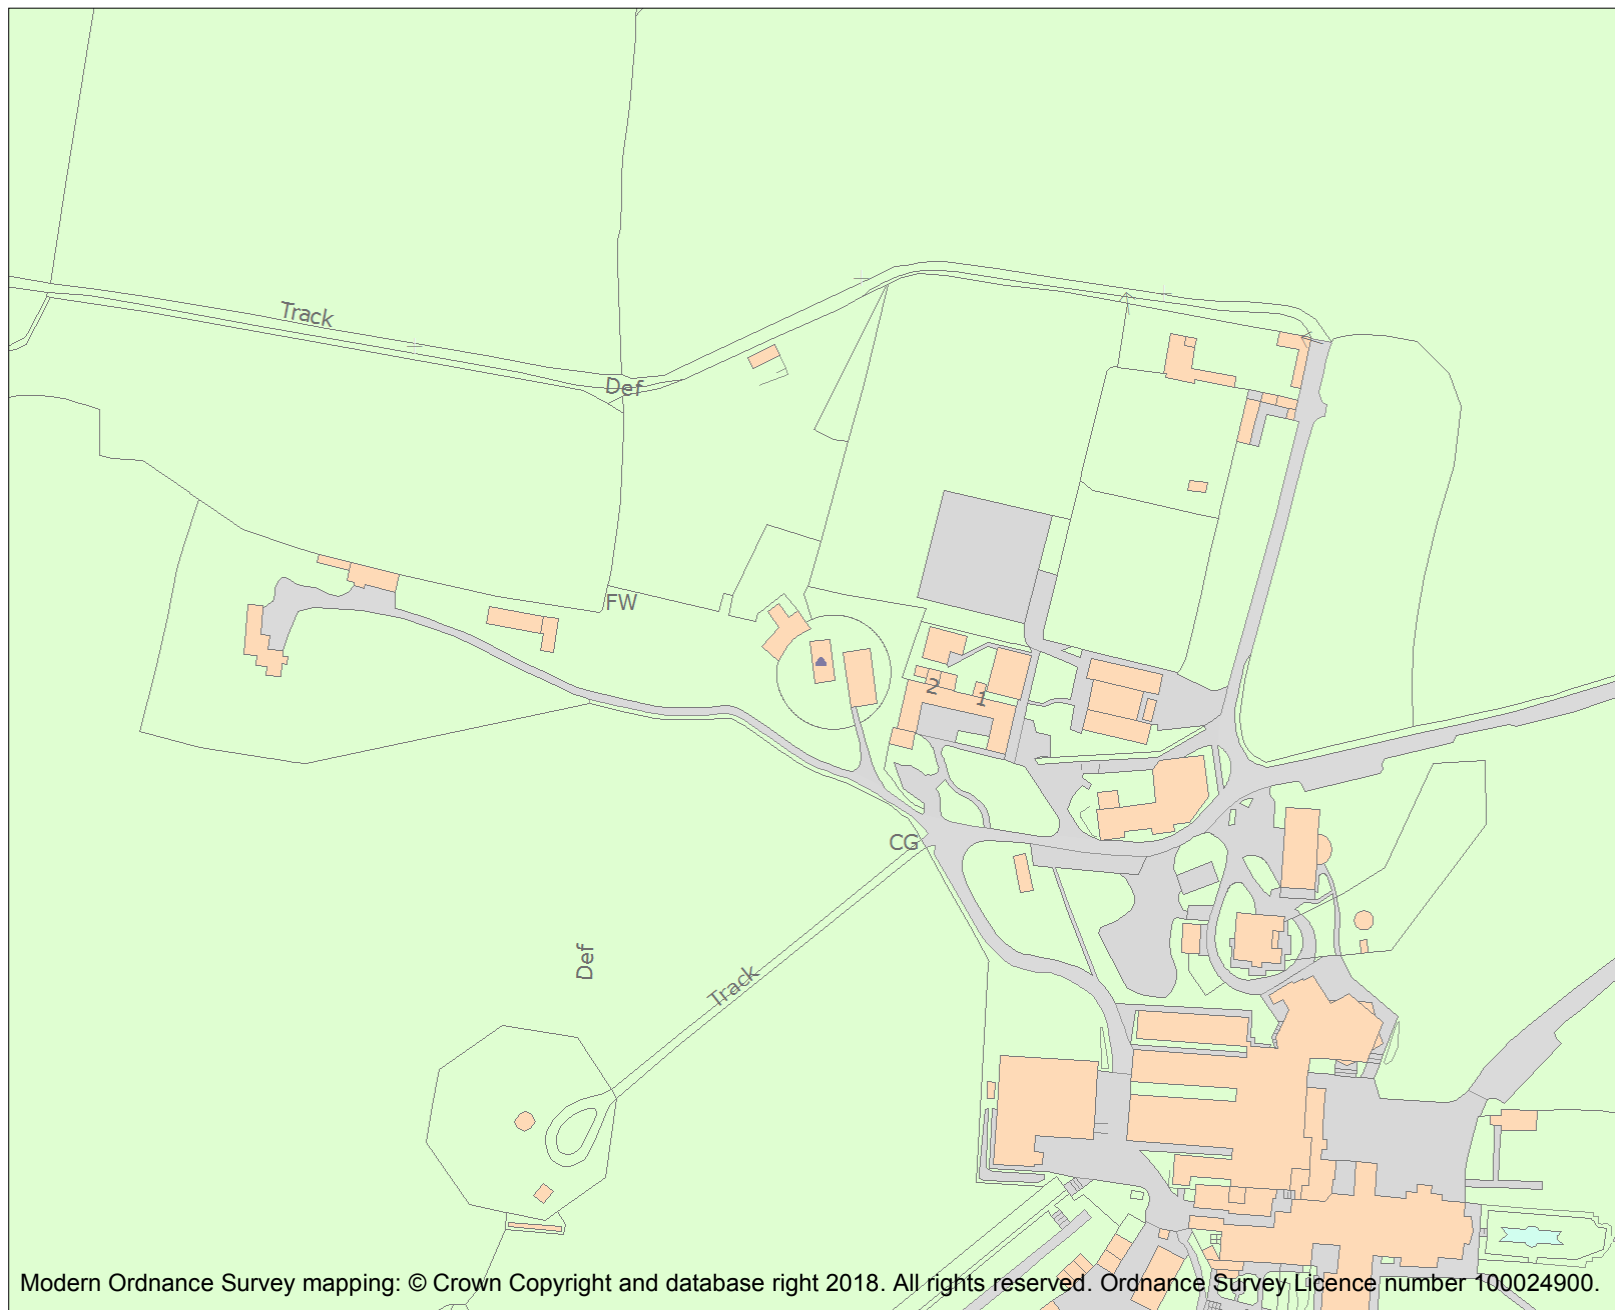 Track
Def
FW
2
1
CG
Def
Track
Modern Ordnance Survey mapping: © Crown Copyright and database right 2018. All rights reserved. Ordnance Survey Licence number 100024900.